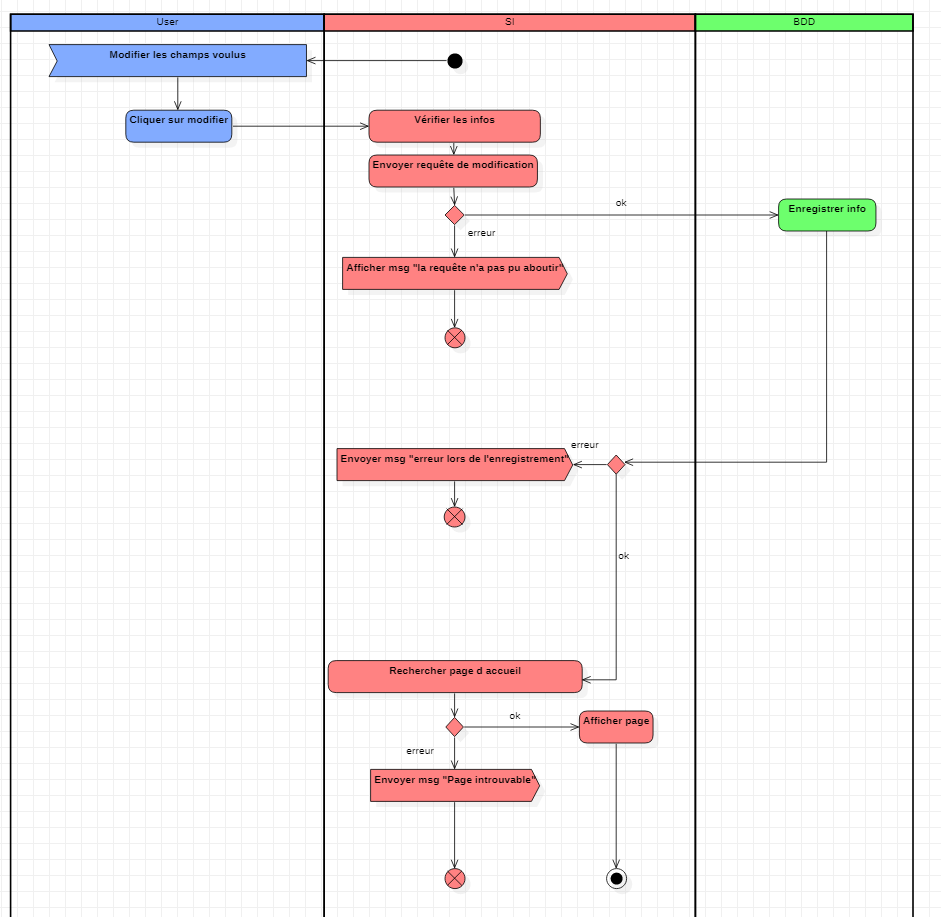 User
SI
BDD
Modifier les champs voulus
Cliquer sur modifier
Vérifier les infos
Envoyer requête de modification
ok
Enregistrer info
erreur
Afficher msg "la requête n'a pas pu aboutir"
erreur
Envoyer msg "erreur lors de l'enregistrement"
ok
Rechercher page d accueil
ok
Afficher page
erreur
Envoyer msg "Page introuvable"